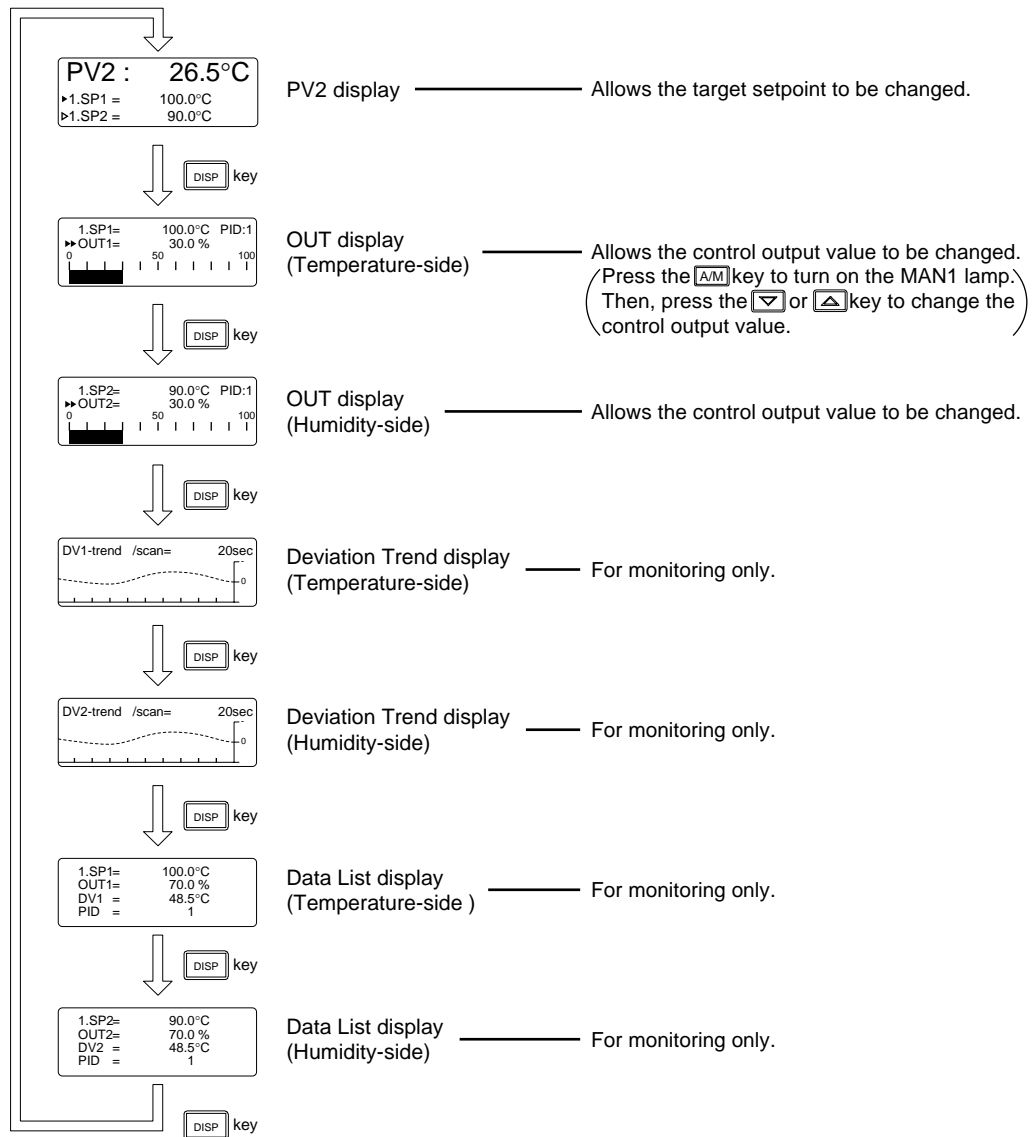 PV2 : 26.5°C
▸1.SP1 = 100.0°C
▹1.SP2 = 90.0°C
PV2 display
Allows the target setpoint to be changed.
DISP key
1.SP1= 100.0°C PID:1
▸▸OUT1= 30.0 %
0 50 100
OUT display
(Temperature-side)
Allows the control output value to be changed.
Press the A/M key to turn on the MAN1 lamp.
Then, press the ▽ or △ key to change the
control output value.
DISP key
1.SP2= 90.0°C PID:1
▸▸OUT2= 30.0 %
0 50 100
OUT display
(Humidity-side)
Allows the control output value to be changed.
DISP key
DV1-trend /scan= 20sec
0
Deviation Trend display
(Temperature-side)
For monitoring only.
DISP key
DV2-trend /scan= 20sec
0
Deviation Trend display
(Humidity-side)
For monitoring only.
DISP key
1.SP1= 100.0°C
OUT1= 70.0 %
DV1 = 48.5°C
PID = 1
Data List display
(Temperature-side )
For monitoring only.
DISP key
1.SP2= 90.0°C
OUT2= 70.0 %
DV2 = 48.5°C
PID = 1
Data List display
(Humidity-side)
For monitoring only.
DISP key